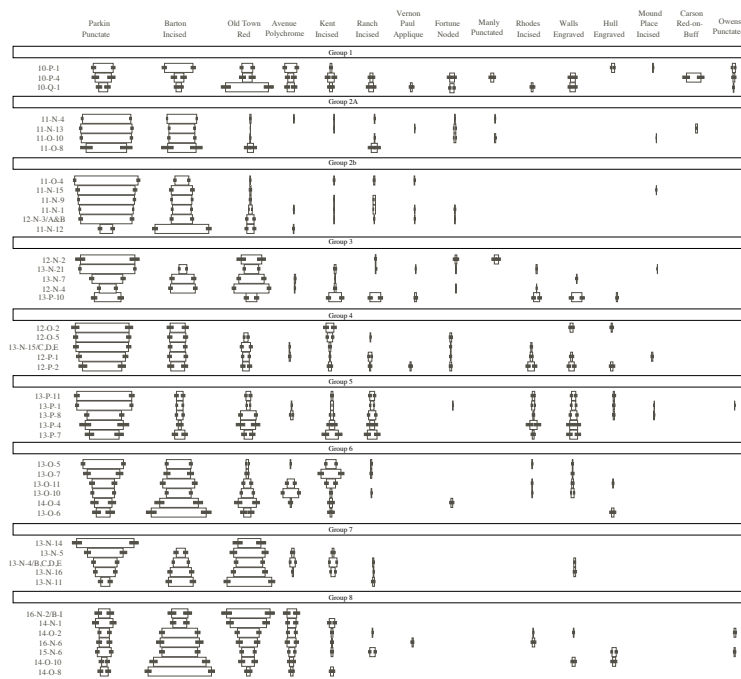 Parkin Punctate
Barton Incised
Old Town Red
Avenue Polychrome
Kent Incised
Ranch Incised
Vernon Paul Applique
Fortune Noded
Manly Punctated
Rhodes Incised
Walls Engraved
Hull Engraved
Mound Place Incised
Carson Red-on-Buff
Owens Punctated
Group 1
10-P-1
10-P-4
10-Q-1
Group 2A
11-N-4
11-N-13
11-O-10
11-O-8
Group 2b
11-O-4
11-N-15
11-N-9
11-N-1
12-N-3/A&B
11-N-12
Group 3
12-N-2
13-N-21
13-N-7
12-N-4
13-P-10
Group 4
12-O-2
12-O-5
13-N-15/C,D,E
12-P-1
12-P-2
Group 5
13-P-11
13-P-1
13-P-8
13-P-4
13-P-7
Group 6
13-O-5
13-O-7
13-O-11
13-O-10
14-O-4
13-O-6
Group 7
13-N-14
13-N-5
13-N-4/B,C,D,E
13-N-16
13-N-11
Group 8
16-N-2/B-I
14-N-1
14-O-2
16-N-6
15-N-6
14-O-10
14-O-8